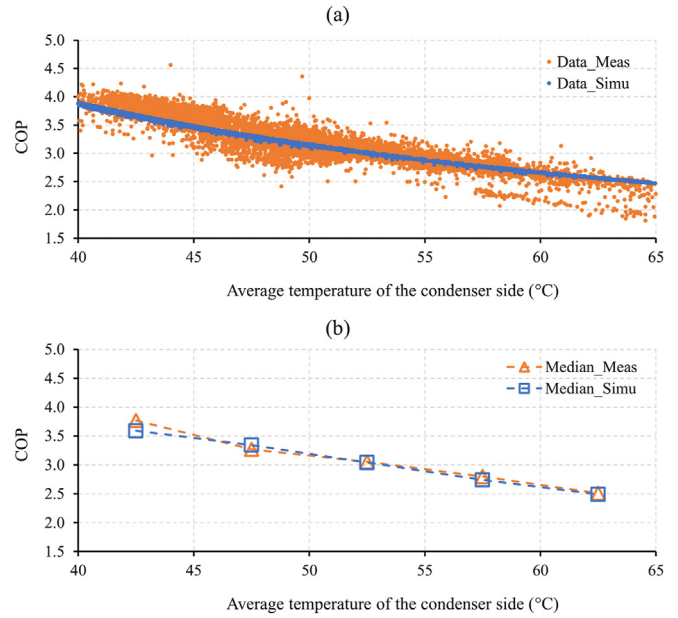 (a)
5.0
4.5
4.0
3.5
3.0
2.5
2.0
1.5
COP
Data_Meas
Data_Simu
40 45 50 55 60 65
Average temperature of the condenser side (°C)
(b)
5.0
4.5
4.0
3.5
3.0
2.5
2.0
1.5
COP
Median_Meas
Median_Simu
40 45 50 55 60 65
Average temperature of the condenser side (°C)